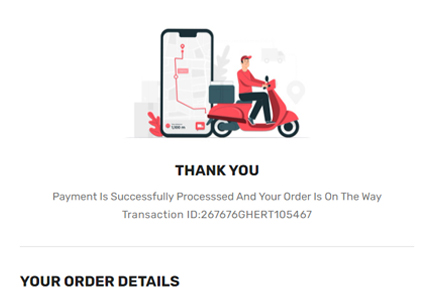 THANK YOU
Payment Is Successfully Processsed And Your Order Is On The Way
Transaction ID:267676GHERT105467
YOUR ORDER DETAILS